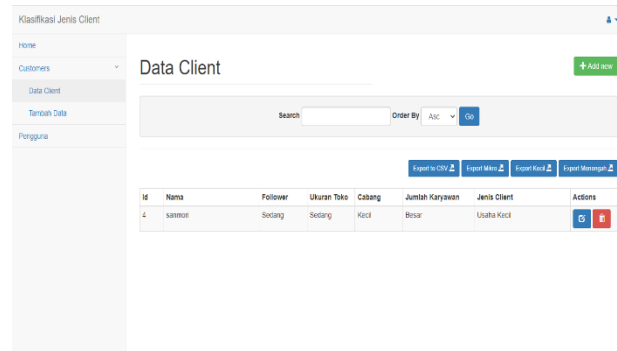 Klasifikasi Jenis Client
Home
Customers
Data Client
Tambah Data
Pengguna
Data Client
+ Add new
Search
Order By
Asc
Go
Export to CSV
Export Mikro
Export Kecil
Export Menengah
Id Nama Follower Ukuran Toko Cabang Jumlah Karyawan Jenis Client Actions
4 sanmori Sedang Sedang Kecil Besar Usaha Kecil